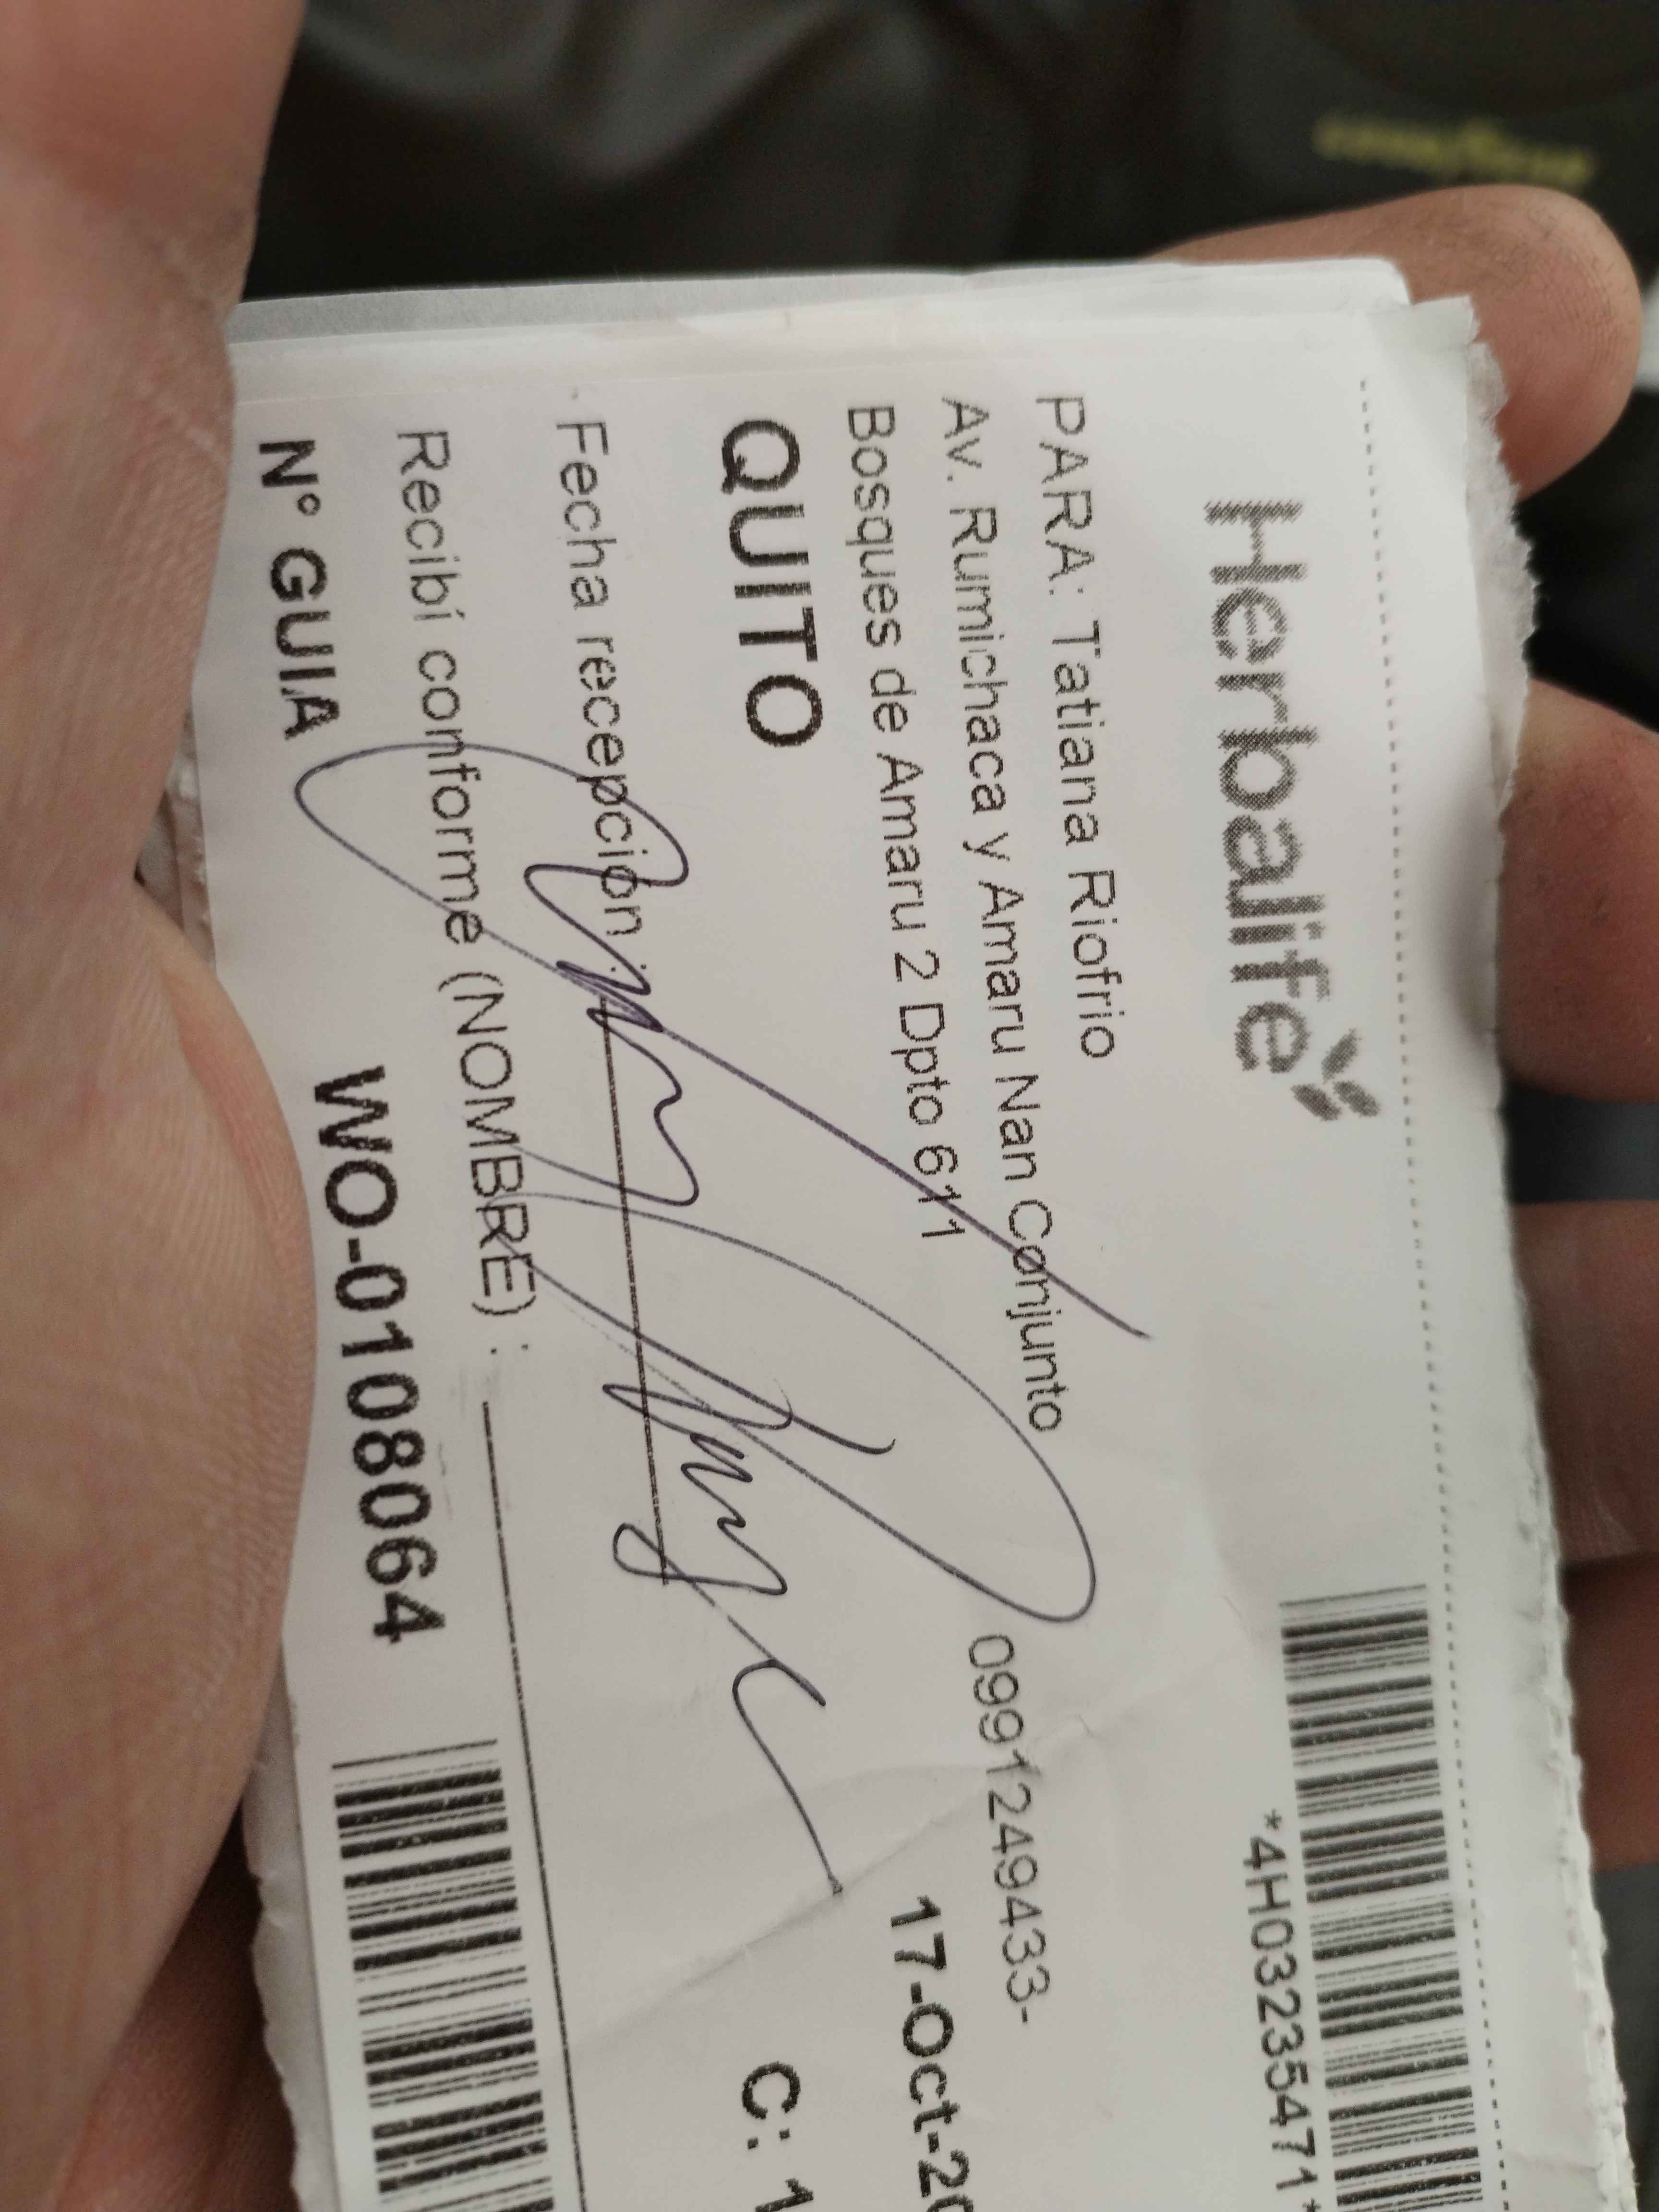 Herbalife
*4H03235471*
PARA: Tatiana Riofrio
Av. Rumichaca y Amaru Nan Conjunto
0991249433-
Bosques de Amaru 2 Dpto 611
17-Oct-20
QUITO
C: 1
Fecha recepción :
Recibí conforme (NOMBRE) :
N° GUIA WO-0108064